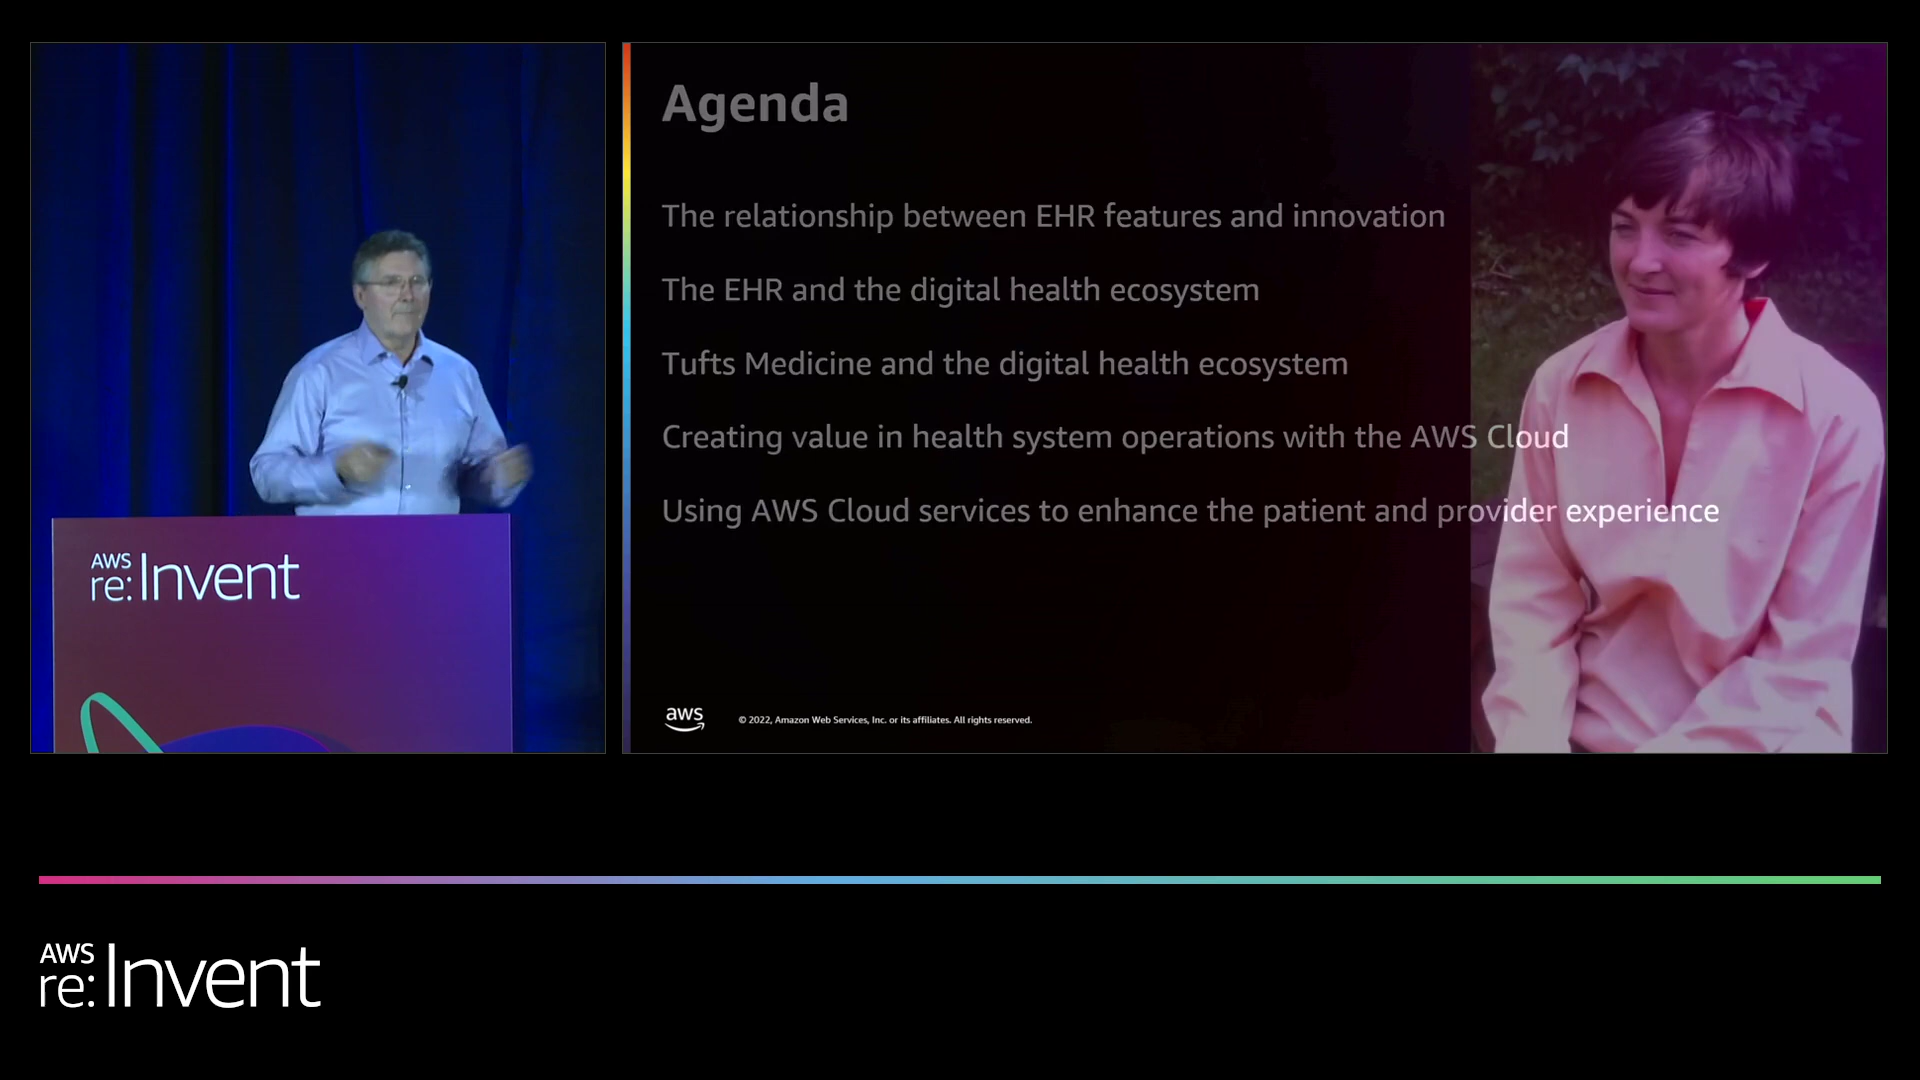 Agenda
The relationship between EHR features and innovation
The EHR and the digital health ecosystem
Tufts Medicine and the digital health ecosystem
Creating value in health system operations with the AWS Cloud
Using AWS Cloud services to enhance the patient and provider experience
aws
© 2022, Amazon Web Services, Inc. or its affiliates. All rights reserved.
AWS
re:Invent
AWS
re:Invent